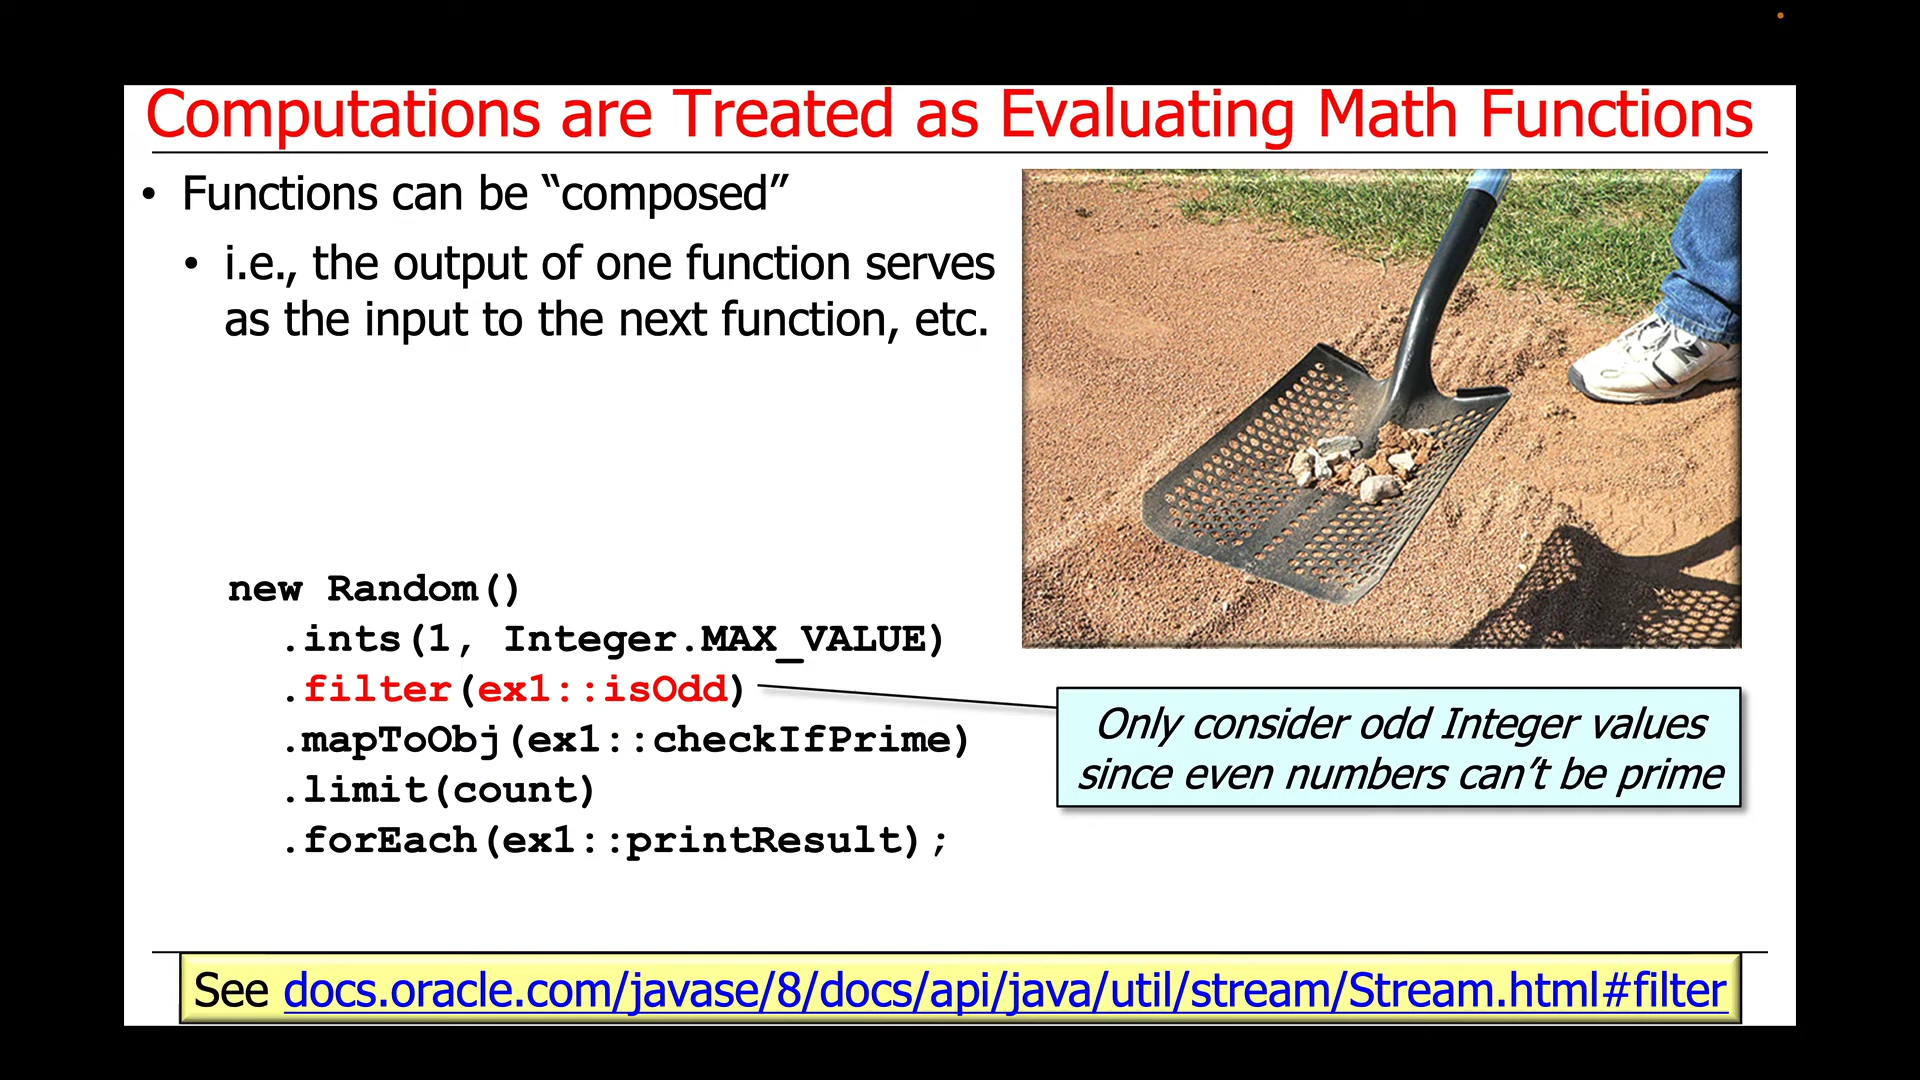 Computations are Treated as Evaluating Math Functions
• Functions can be “composed”
• i.e., the output of one function serves
as the input to the next function, etc.
new Random()
.ints(1, Integer.MAX_VALUE)
.filter(ex1::isOdd)
.mapToObj(ex1::checkIfPrime)
.limit(count)
.forEach(ex1::printResult);
Only consider odd Integer values
since even numbers can’t be prime
See docs.oracle.com/javase/8/docs/api/java/util/stream/Stream.html#filter